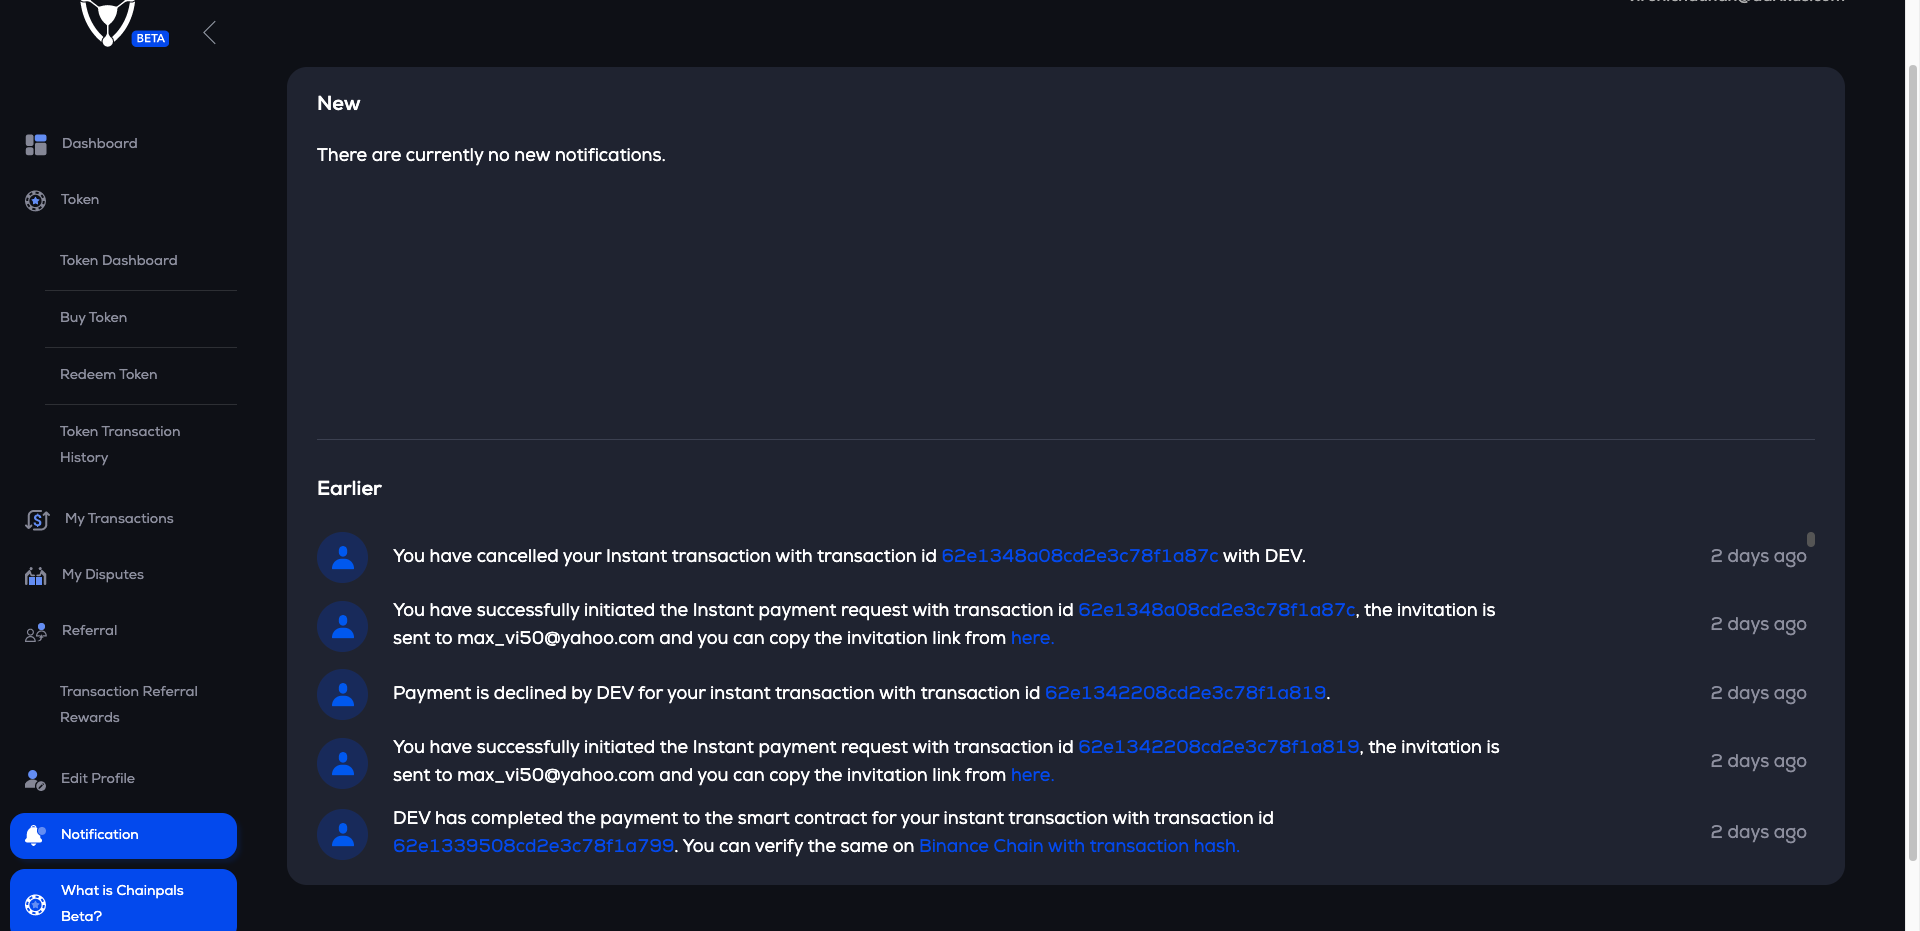 BETA
Dashboard
Token
Token Dashboard
Buy Token
Redeem Token
Token Transaction
History
My Transactions
My Disputes
Referral
Transaction Referral
Rewards
Edit Profile
Notification
What is Chainpals
Beta?
New
There are currently no new notifications.
Earlier
You have cancelled your Instant transaction with transaction id 62e1348a08cd2e3c78f1a87c with DEV.
2 days ago
You have successfully initiated the Instant payment request with transaction id 62e1348a08cd2e3c78f1a87c, the invitation is
sent to max_vi50@yahoo.com and you can copy the invitation link from here.
2 days ago
Payment is declined by DEV for your instant transaction with transaction id 62e1342208cd2e3c78f1a819.
2 days ago
You have successfully initiated the Instant payment request with transaction id 62e1342208cd2e3c78f1a819, the invitation is
sent to max_vi50@yahoo.com and you can copy the invitation link from here.
2 days ago
DEV has completed the payment to the smart contract for your instant transaction with transaction id
62e1339508cd2e3c78f1a799. You can verify the same on Binance Chain with transaction hash.
2 days ago